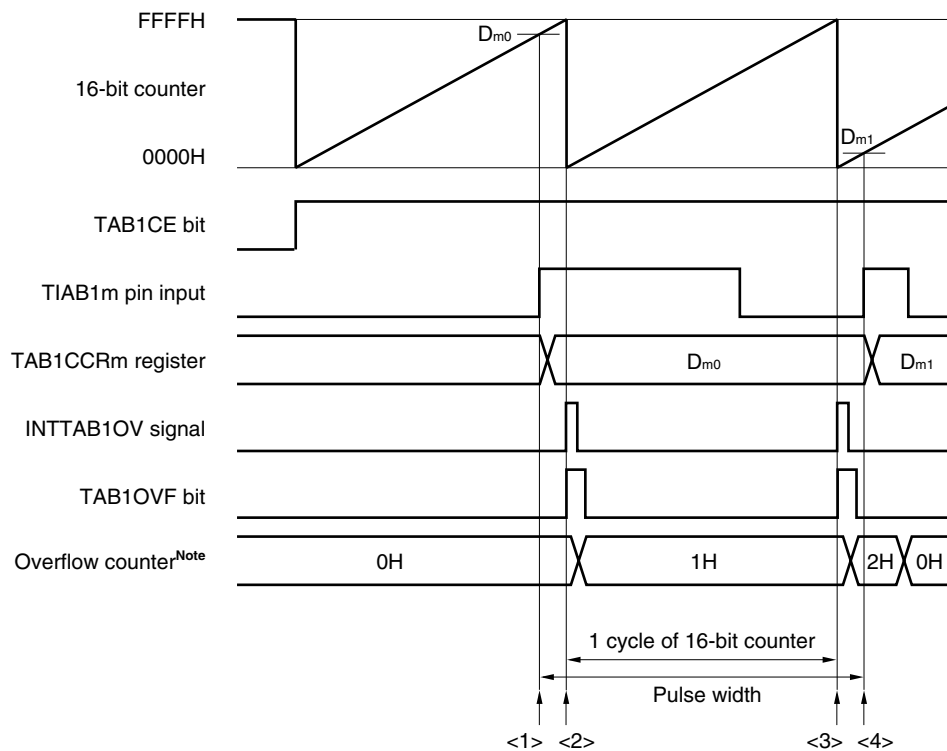 FFFFH
Dm0
16-bit counter
Dm1
0000H
TAB1CE bit
TIAB1m pin input
TAB1CCRm register
Dm0
Dm1
INTTAB1OV signal
TAB1OVF bit
Overflow counterNote
0H
1H
2H
0H
1 cycle of 16-bit counter
Pulse width
<1> <2> <3> <4>